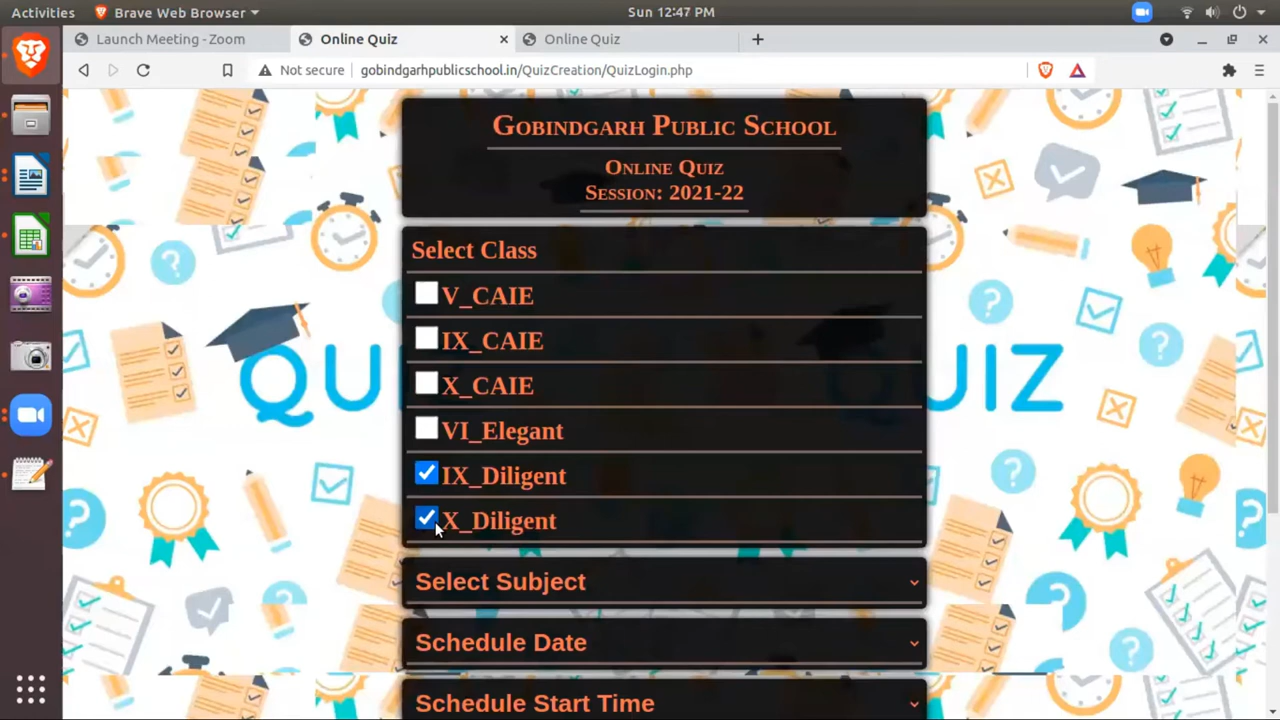 Activities
Brave Web Browser
Sun 12:47 PM
Launch Meeting - Zoom
Online Quiz
Online Quiz
Not secure
gobindgarhpublicschool.in/QuizCreation/QuizLogin.php
Gobindgarh Public School
Online Quiz
Session: 2021-22
Select Class
V_CAIE
IX_CAIE
X_CAIE
VI_Elegant
IX_Diligent
X_Diligent
Select Subject
Schedule Date
Schedule Start Time
QUI
UIZ